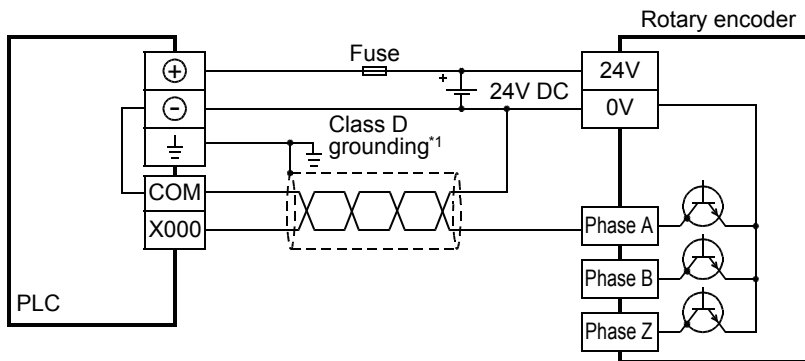 Rotary encoder
Fuse
+
24V
24V DC
0V
Class D
grounding*1
COM
X000
Phase A
Phase B
Phase Z
PLC